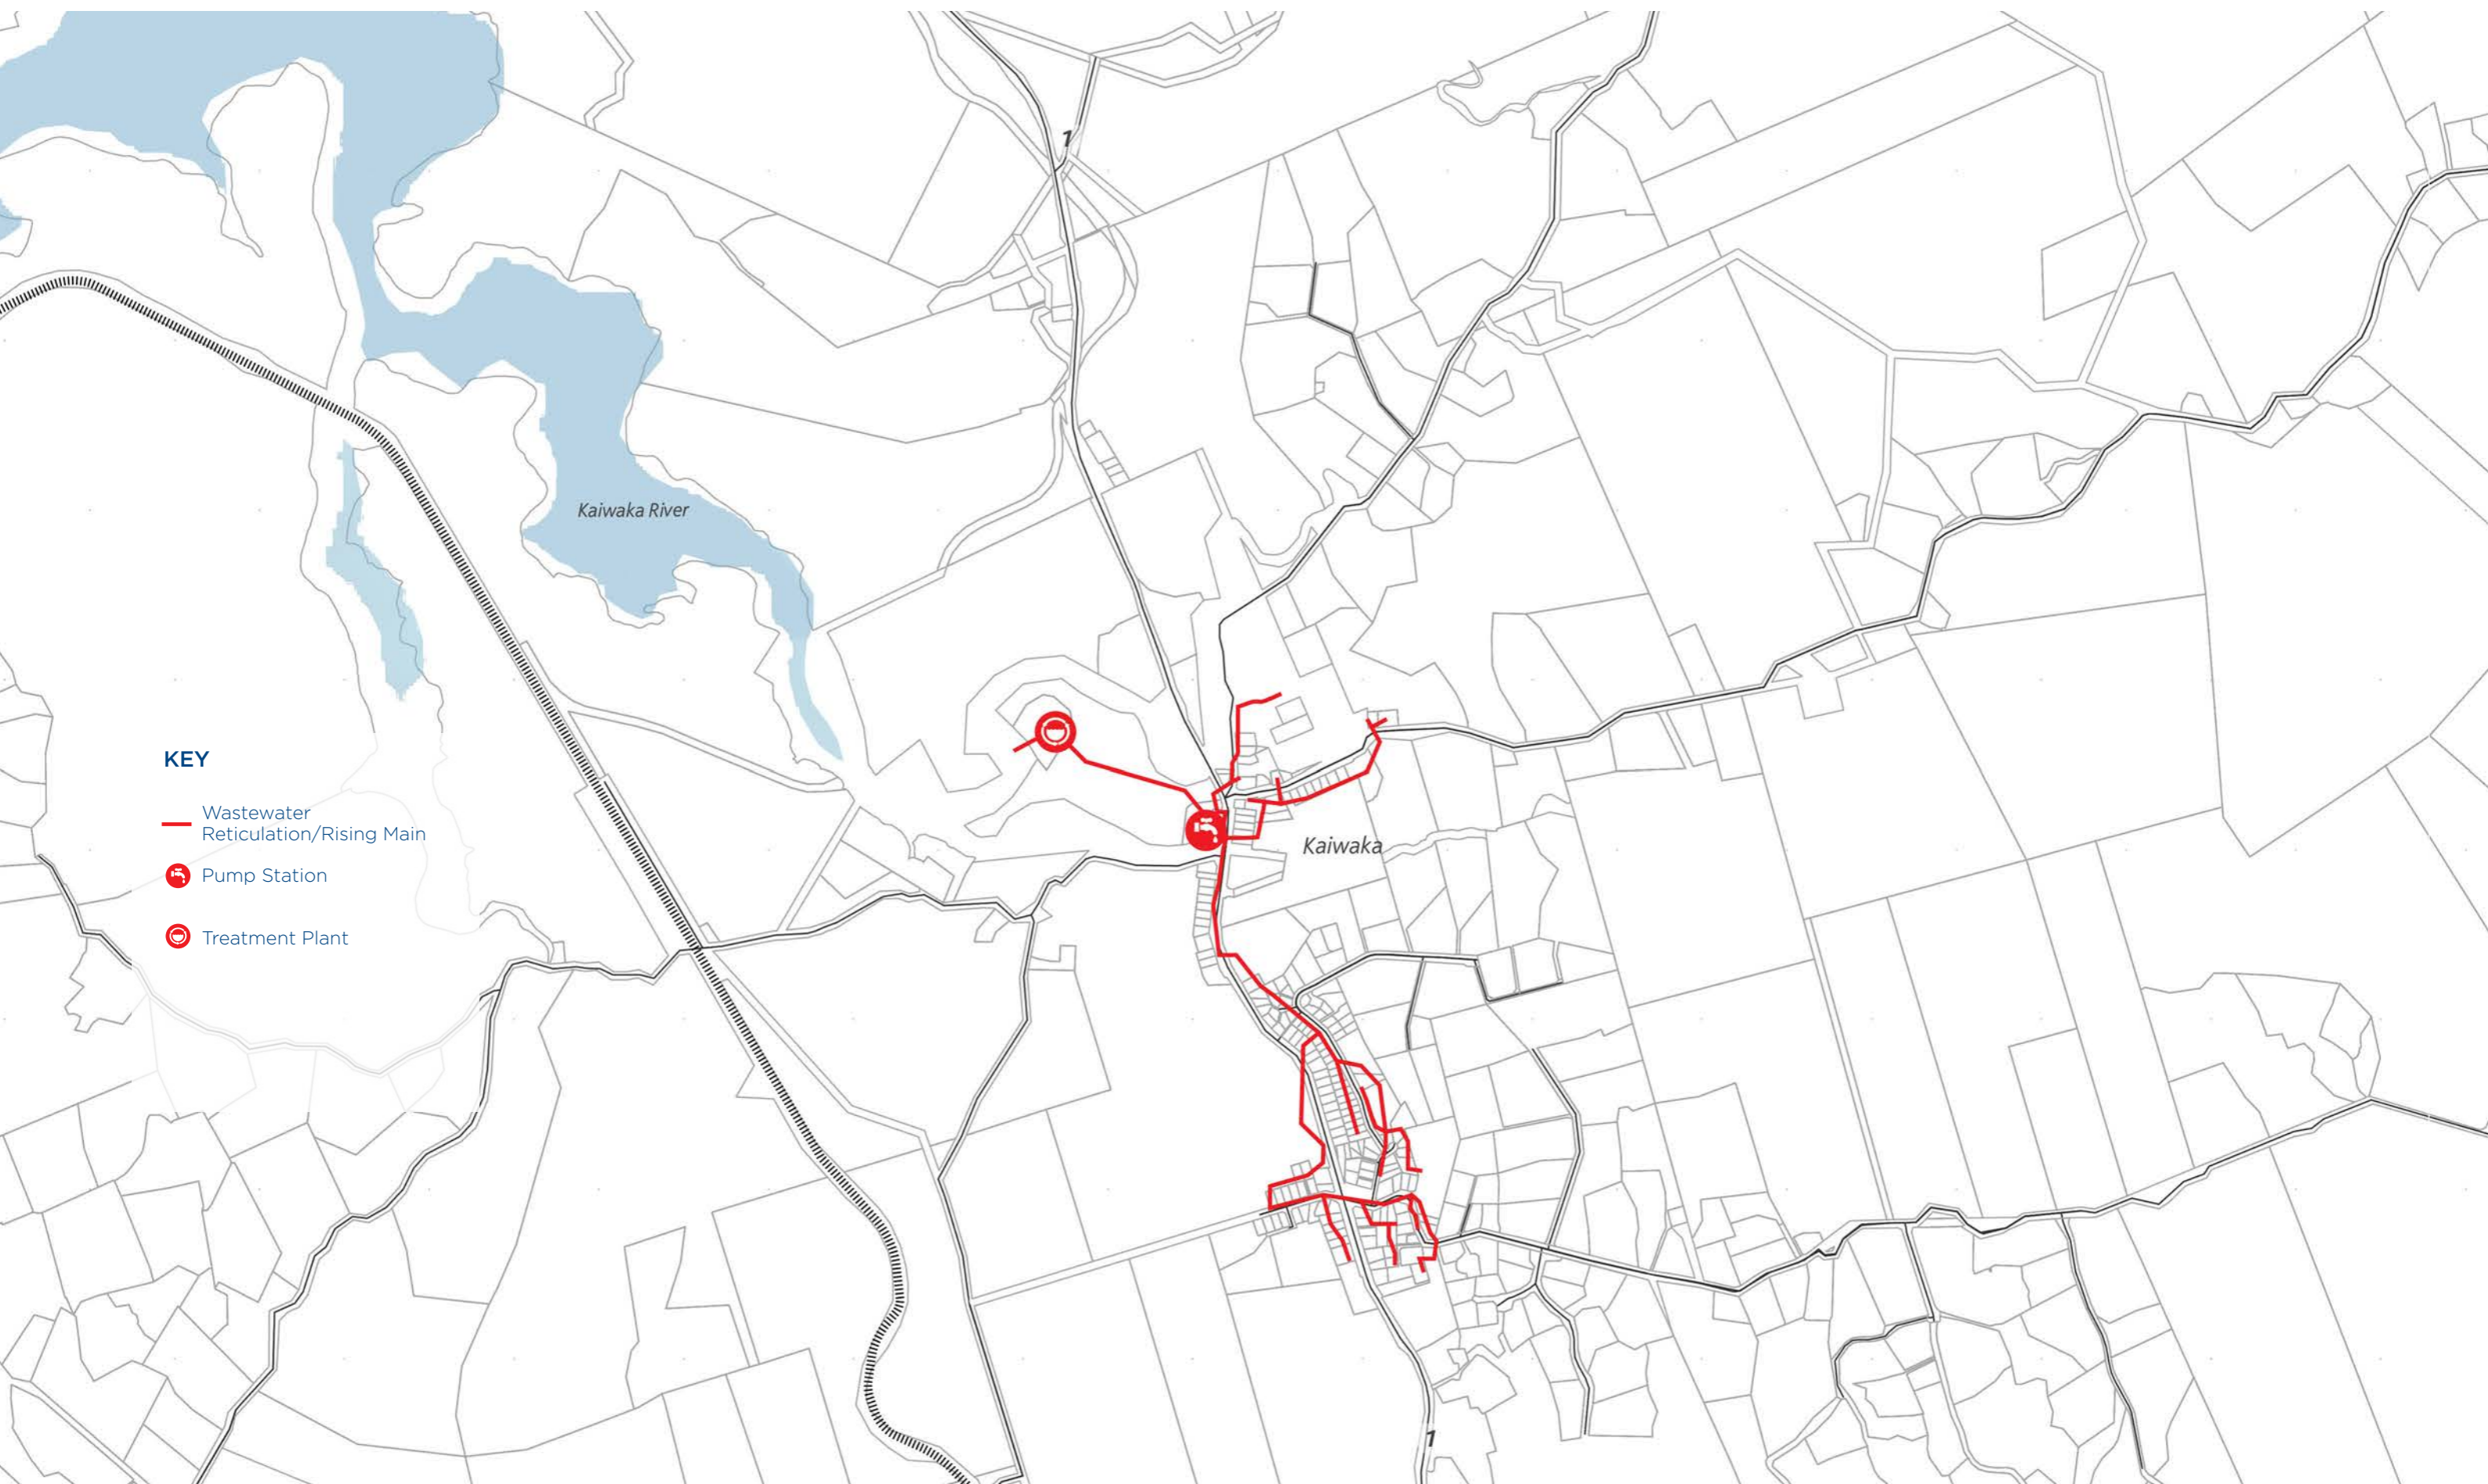 1
Kaiwaka River
KEY
Wastewater
Reticulation/Rising Main
Kaiwaka
Pump Station
Treatment Plant
1